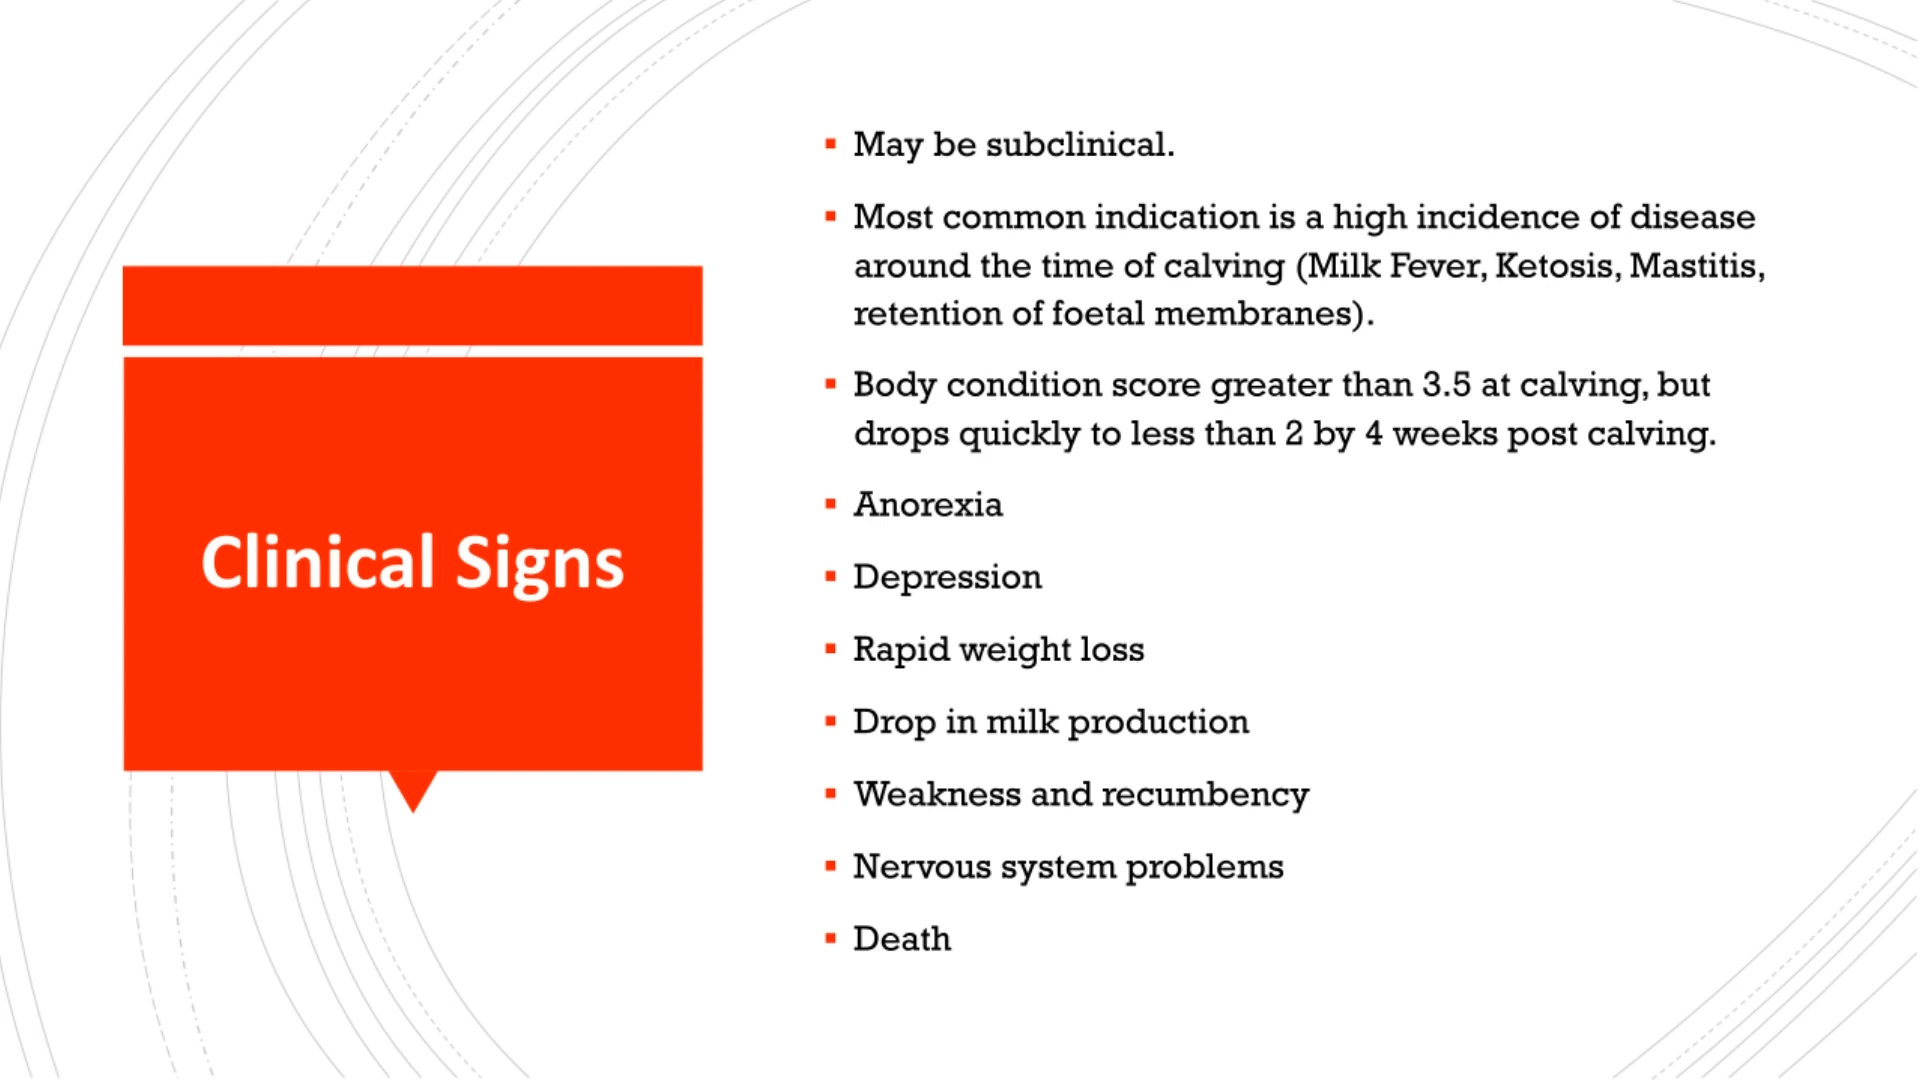 Clinical Signs
May be subclinical.
Most common indication is a high incidence of disease
around the time of calving (Milk Fever, Ketosis, Mastitis,
retention of foetal membranes).
Body condition score greater than 3.5 at calving, but
drops quickly to less than 2 by 4 weeks post calving.
Anorexia
Depression
Rapid weight loss
Drop in milk production
Weakness and recumbency
Nervous system problems
Death